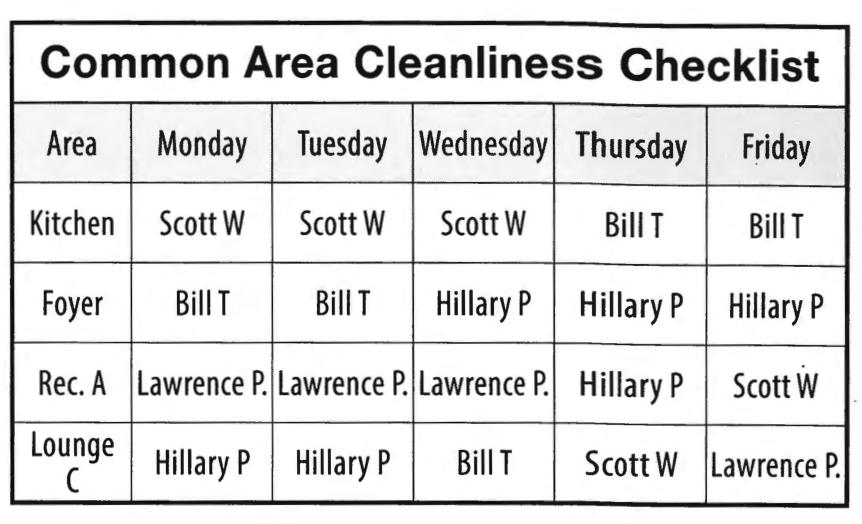 Common Area Cleanliness Checklist
Area Monday Tuesday Wednesday Thursday Friday
Kitchen Scott W Scott W Scott W Bill T Bill T
Foyer Bill T Bill T Hillary P Hillary P Hillary P
Rec. A Lawrence P. Lawrence P. Lawrence P. Hillary P Scott W
Lounge
C Hillary P Hillary P Bill T Scott W Lawrence P.